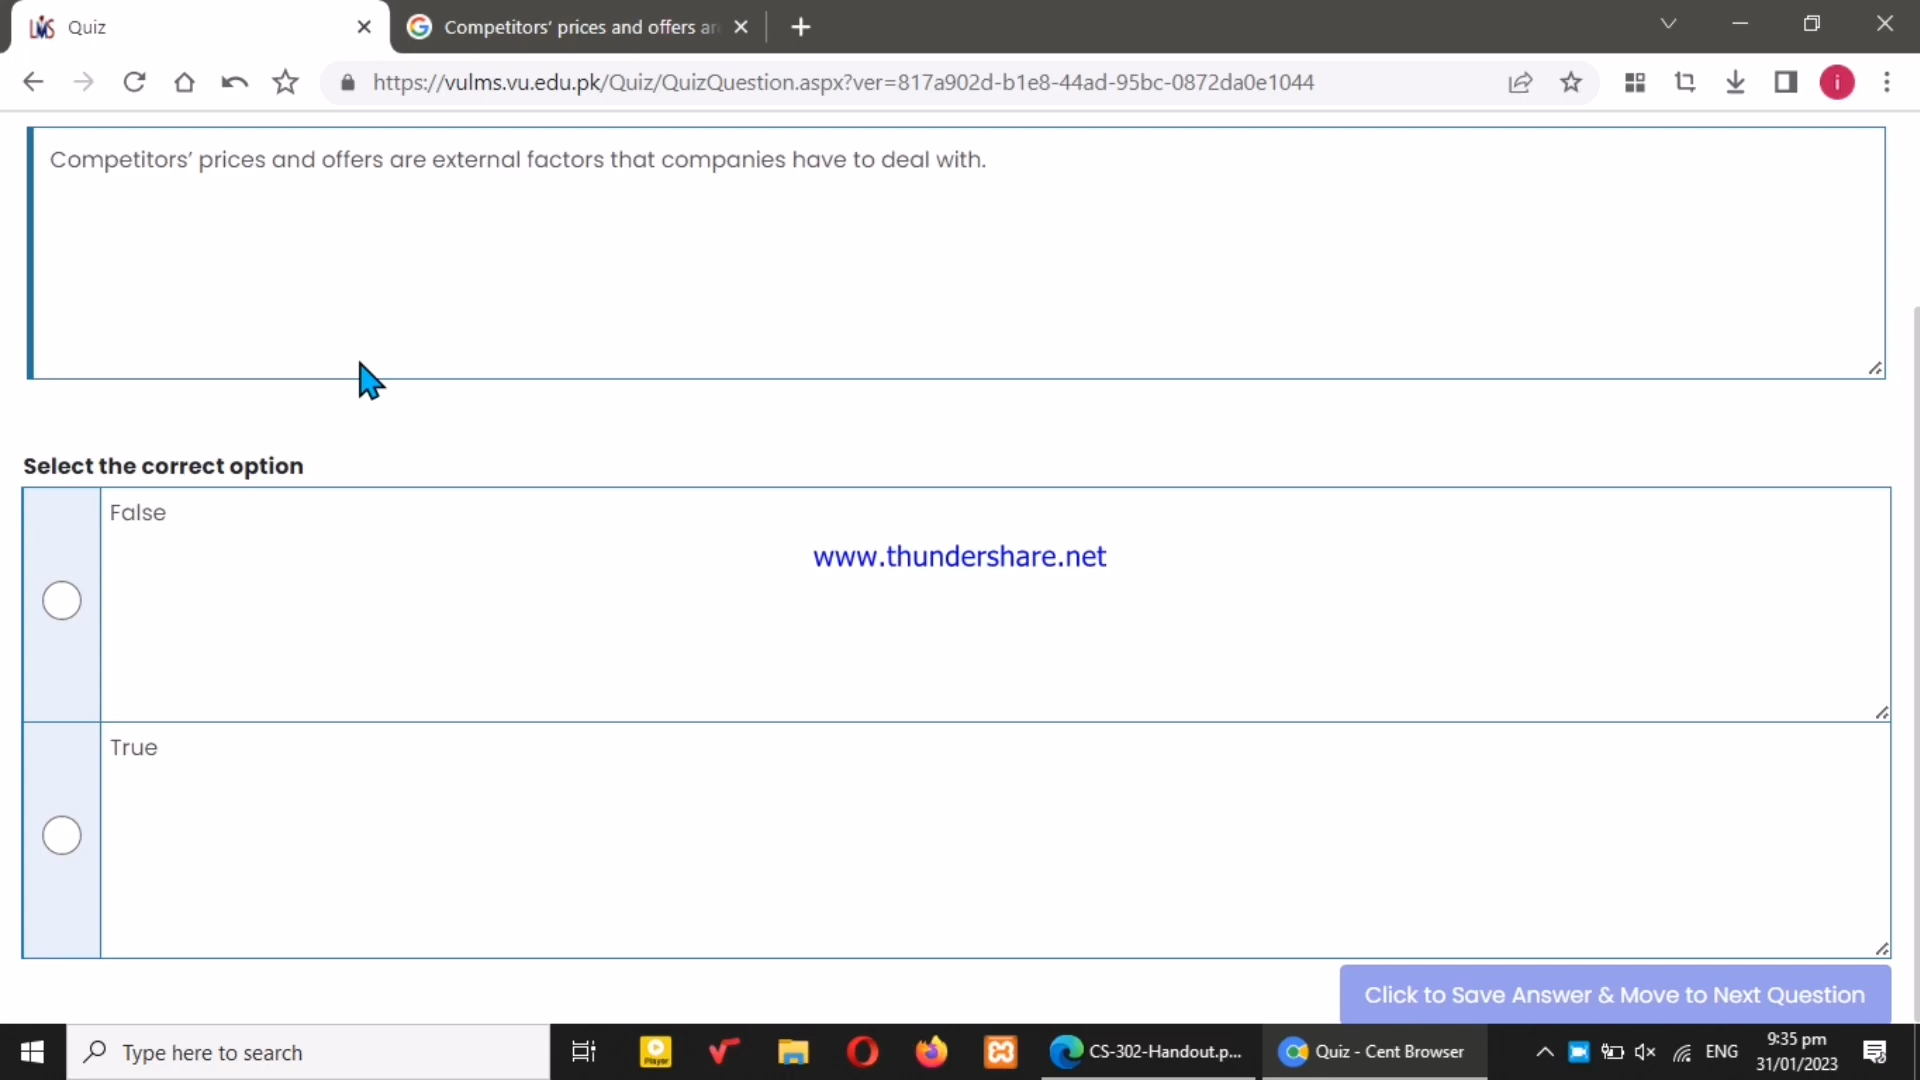 Quiz
Competitors’ prices and offers ar
https://vulms.vu.edu.pk/Quiz/QuizQuestion.aspx?ver=817a902d-b1e8-44ad-95bc-0872da0e1044
i
Competitors’ prices and offers are external factors that companies have to deal with.
Select the correct option
False
www.thundershare.net
True
Click to Save Answer & Move to Next Question
Type here to search
Player
CS-302-Handout.p...
Quiz - Cent Browser
ENG
9:35 pm
31/01/2023